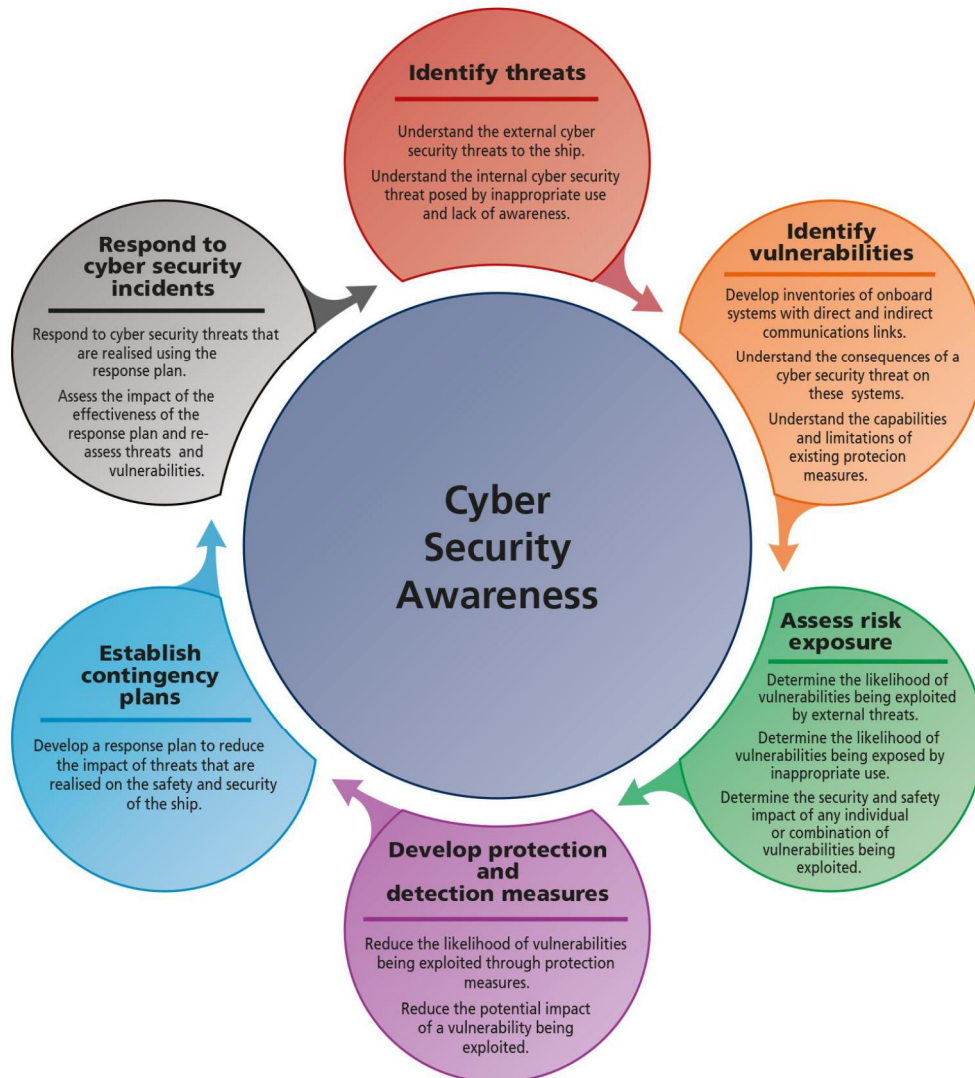 Identify threats
Understand the external cyber
security threats to the ship.
Understand the internal cyber security
threat posed by inappropriate use
and lack of awareness.
Identify
vulnerabilities
Develop inventories of onboard
systems with direct and indirect
communications links.
Understand the consequences of a
cyber security threat on
these systems.
Understand the capabilities
and limitations of
existing protecion
measures.
Assess risk
exposure
Determine the likelihood of
vulnerabilities being exploited
by external threats.
Determine the likelihood of
vulnerabilities being exposed by
inappropriate use.
Determine the security and safety
impact of any individual
or combination of
vulnerabilities being
exploited.
Develop protection
and
detection measures
Reduce the likelihood of vulnerabilities
being exploited through protection
measures.
Reduce the potential impact
of a vulnerability being
exploited.
Establish
contingency
plans
Develop a response plan to reduce
the impact of threats that are
realised on the safety and security
of the ship.
Respond to
cyber security
incidents
Respond to cyber security threats that
are realised using the
response plan.
Assess the impact of the
effectiveness of the
response plan and re-
assess threats and
vulnerabilities.
Cyber
Security
Awareness